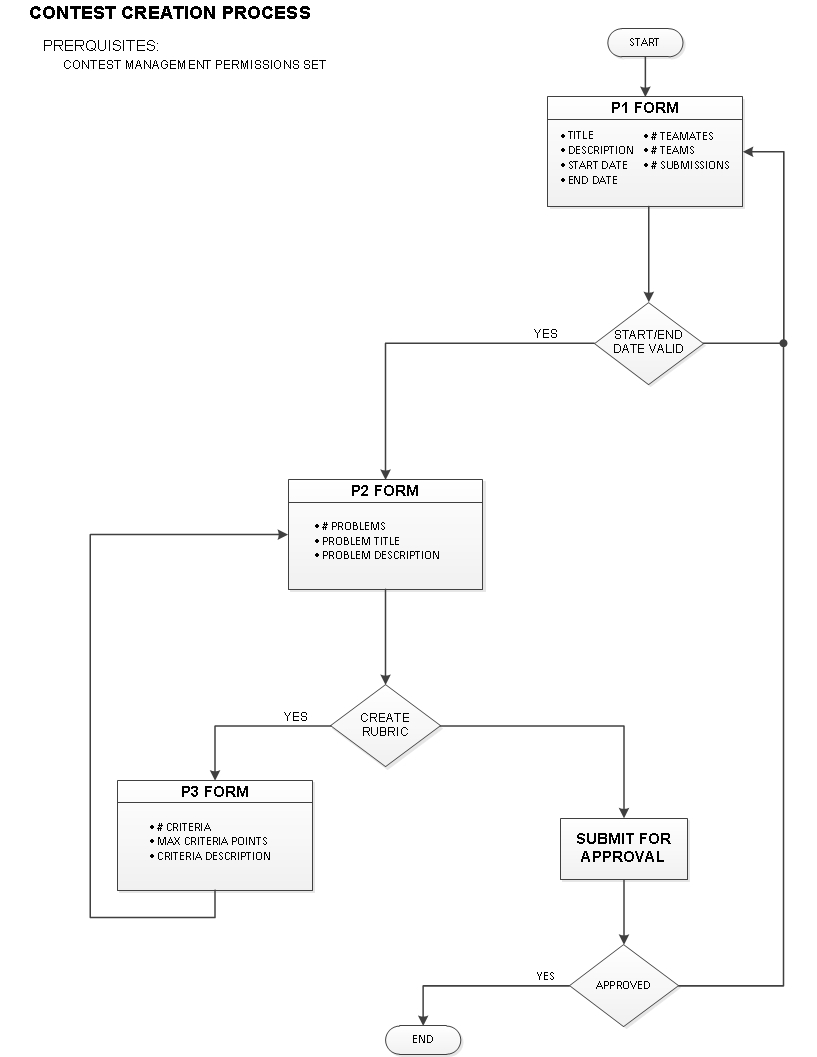 CONTEST CREATION PROCESS
PRERQUISITES:
CONTEST MANAGEMENT PERMISSIONS SET
START
P1 FORM
• TITLE
• DESCRIPTION
• START DATE
• END DATE
• # TEAMATES
• # TEAMS
• # SUBMISSIONS
START/END
DATE VALID
YES
P2 FORM
• # PROBLEMS
• PROBLEM TITLE
• PROBLEM DESCRIPTION
CREATE
RUBRIC
YES
P3 FORM
• # CRITERIA
• MAX CRITERIA POINTS
• CRITERIA DESCRIPTION
SUBMIT FOR
APPROVAL
APPROVED
YES
END